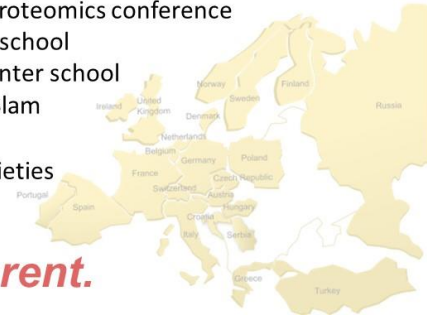 roteomics conference
school
nter school
lam
ieties
rent.
Norway
Finland
Sweden
Russia
Ireland
United
Kingdom
Denmark
Netherlands
Belgium
Germany
Poland
France
Czech Republic
Switzerland
Austria
Hungary
Portugal
Spain
Croatia
Italy
Serbia
Greece
Turkey